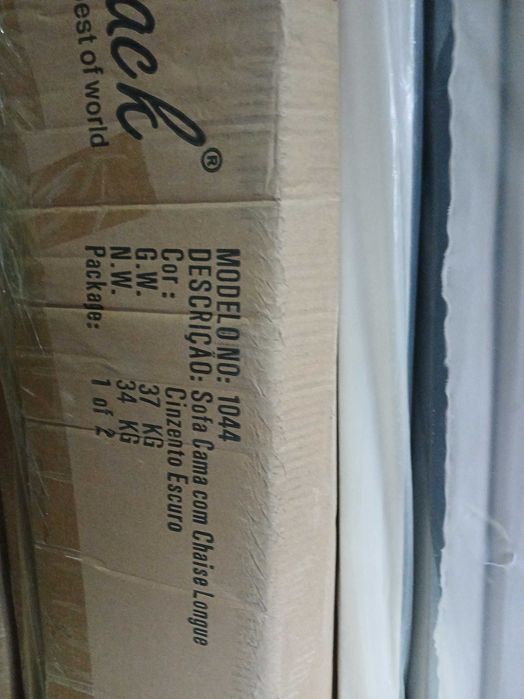 ack®
est of world
MODELO NO: 1044
DESCRIÇÃO: Sofa Cama com Chaise Longue
Cor : Cinzento Escuro
G.W. 37 KG
N.W. 34 KG
Package: 1 of 2